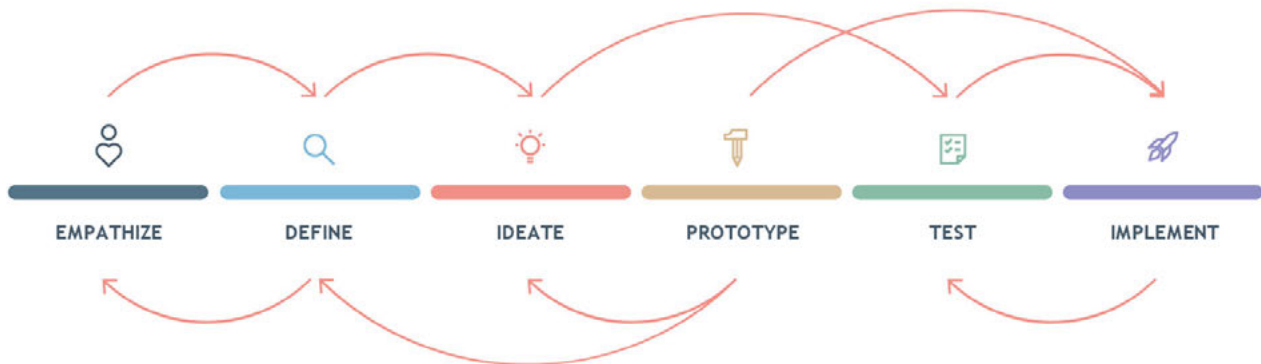 EMPATHIZE
DEFINE
IDEATE
PROTOTYPE
TEST
IMPLEMENT